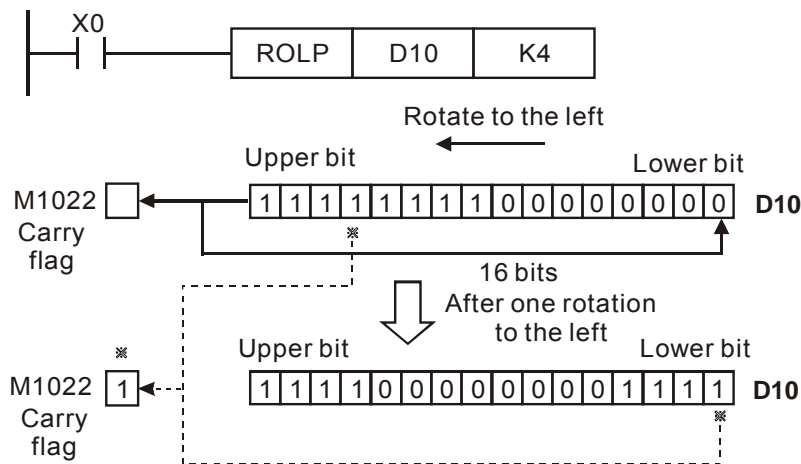 X0
ROLP D10 K4
Rotate to the left
Upper bit Lower bit
M1022 1 1 1 1 1 1 1 1 0 0 0 0 0 0 0 0 D10
Carry
flag
※
16 bits
After one rotation
to the left
※
Upper bit Lower bit
M1022 1 1 1 1 1 0 0 0 0 0 0 0 0 1 1 1 1 D10
Carry
flag
※